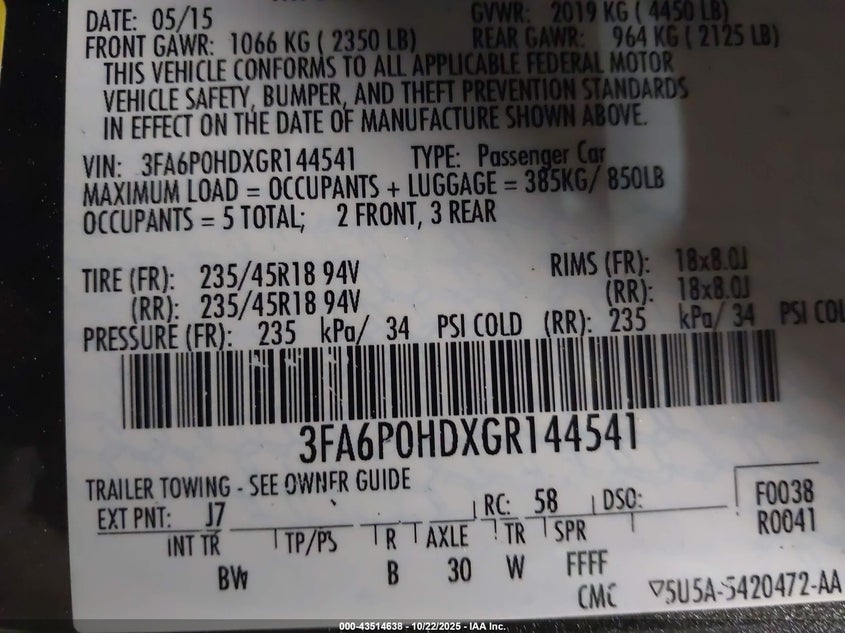 DATE: 05/15 GVWR: 2019 KG ( 4450 LB)
FRONT GAWR: 1066 KG ( 2350 LB) REAR GAWR: 964 KG ( 2125 LB)
THIS VEHICLE CONFORMS TO ALL APPLICABLE FEDERAL MOTOR
VEHICLE SAFETY, BUMPER, AND THEFT PREVENTION STANDARDS
IN EFFECT ON THE DATE OF MANUFACTURE SHOWN ABOVE.
VIN: 3FA6P0HDXGR144541 TYPE: Passenger Car
MAXIMUM LOAD = OCCUPANTS + LUGGAGE = 385KG/ 850LB
OCCUPANTS = 5 TOTAL; 2 FRONT, 3 REAR
TIRE (FR): 235/45R18 94V RIMS (FR): 18x8.0J
(RR): 235/45R18 94V (RR): 18x8.0J
PRESSURE (FR): 235 kPa/ 34 PSI COLD (RR): 235 kPa/ 34 PSI COL
3FA6P0HDXGR144541
TRAILER TOWING - SEE OWNER GUIDE
EXT PNT: J7 RC: 58 DSO: F0038
INT TR TP/PS R AXLE TR SPR R0041
BW B 30 W FFFF
CMC 5U5A-5420472-AA
000-43514638 - 10/22/2025 - IAA Inc.